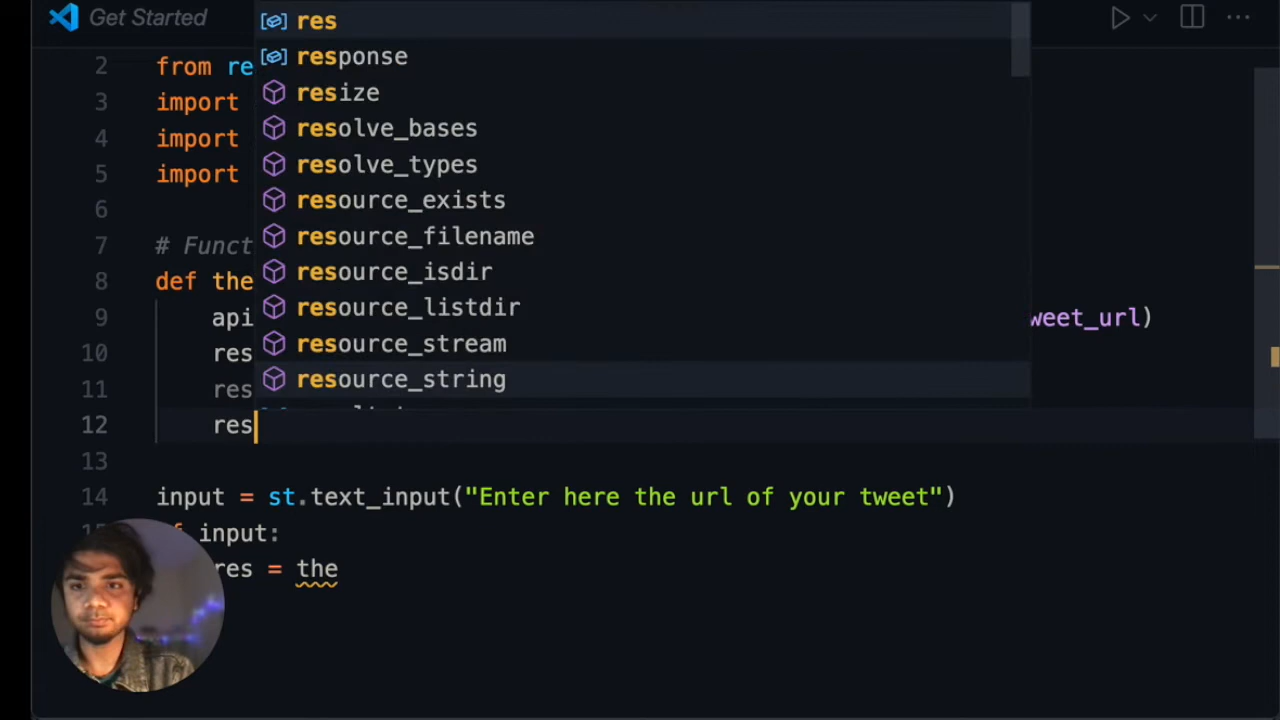 Get Started
res
response
resize
resolve_bases
resolve_types
resource_exists
resource_filename
resource_isdir
resource_listdir
resource_stream
resource_string
2 from re
3 import
4 import
5 import
6
7 # Funct
8 def the
9 api weet_url)
10 res
11 res
12 res
13
14 input = st.text_input("Enter here the url of your tweet")
input:
res = the